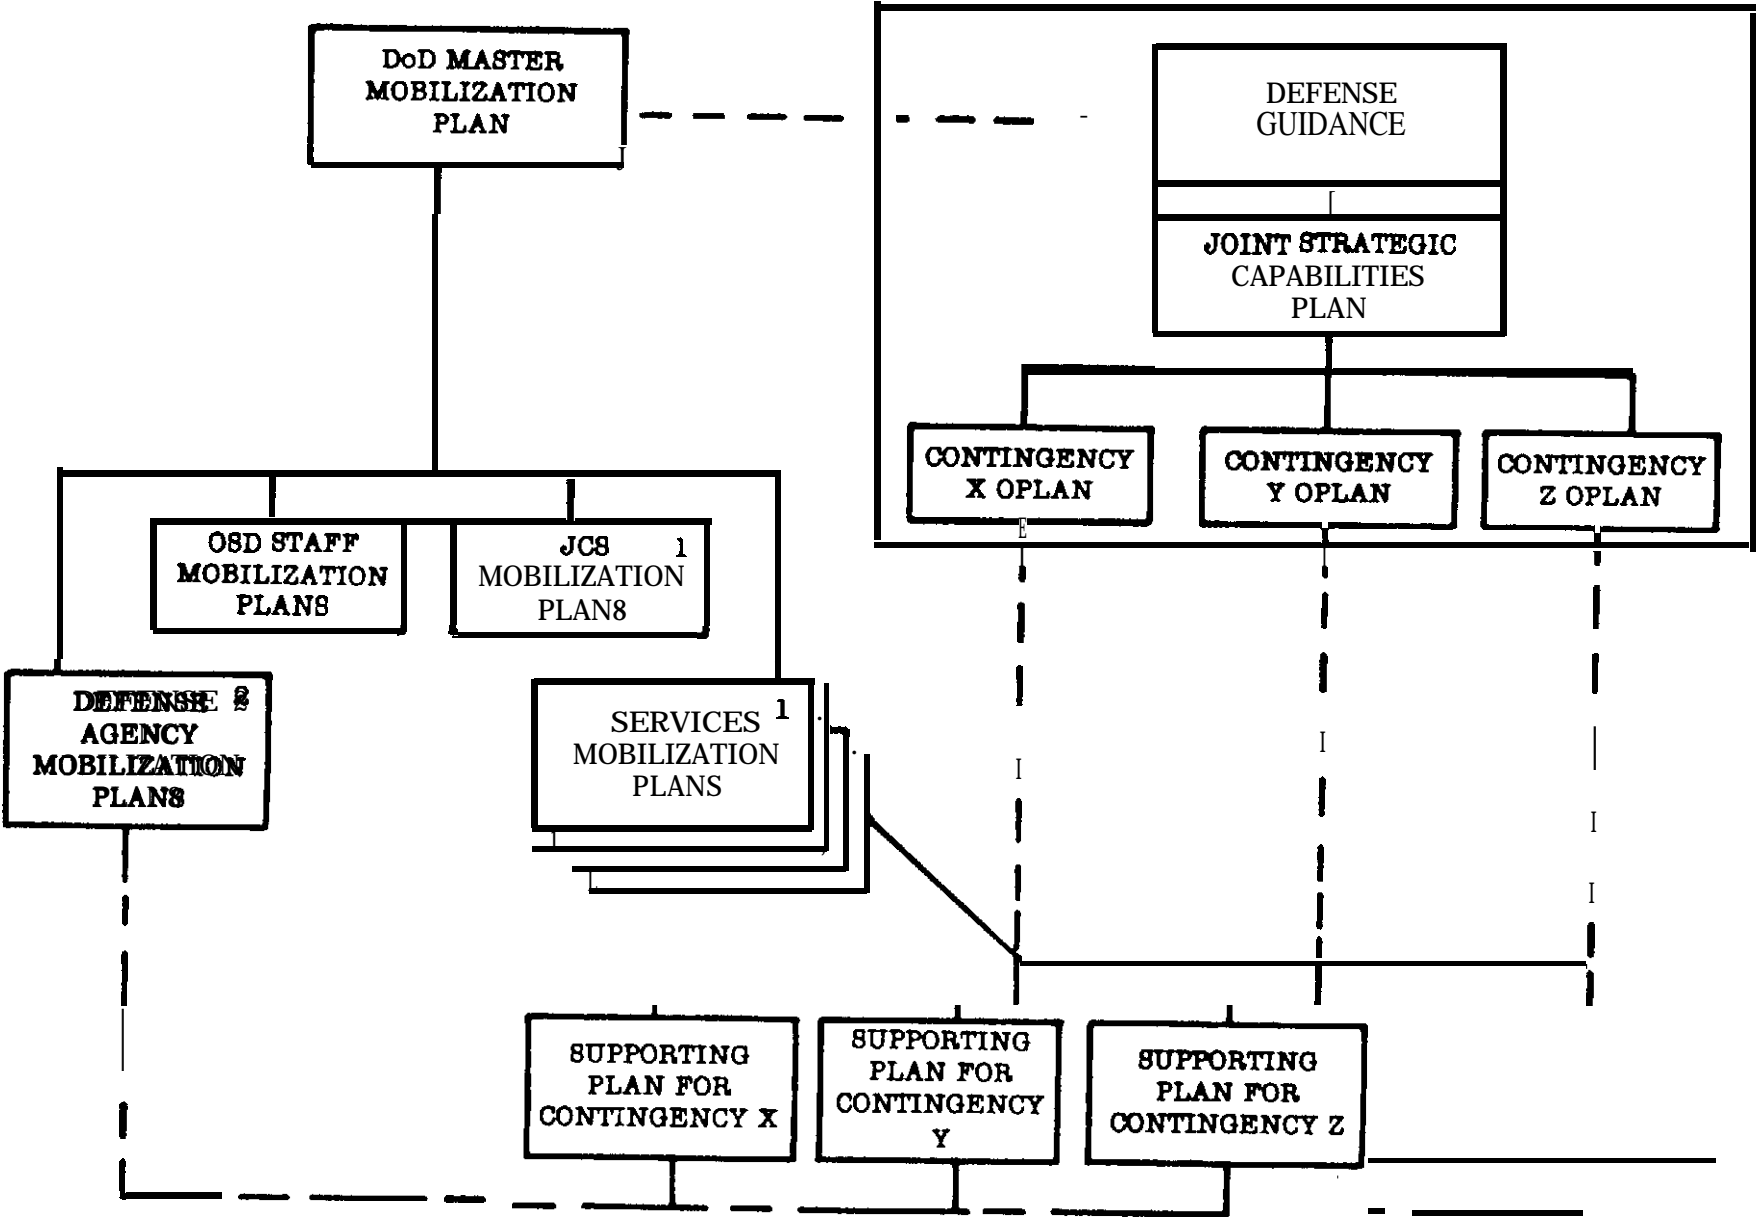 DoD MASTER
MOBILIZATION
PLAN
DEFENSE
GUIDANCE
JOINT STRATEGIC
CAPABILITIES
PLAN
CONTINGENCY
X OPLAN
CONTINGENCY
Y OPLAN
CONTINGENCY
Z OPLAN
OSD STAFF
MOBILIZATION
PLANS
JCS 1
MOBILIZATION
PLAN8
DEFENSE 2
AGENCY
MOBILIZATION
PLANS
SERVICES 1
MOBILIZATION
PLANS
SUPPORTING
PLAN FOR
CONTINGENCY X
SUPPORTING
PLAN FOR
CONTINGENCY
Y
SUPPORTING
PLAN FOR
CONTINGENCY Z